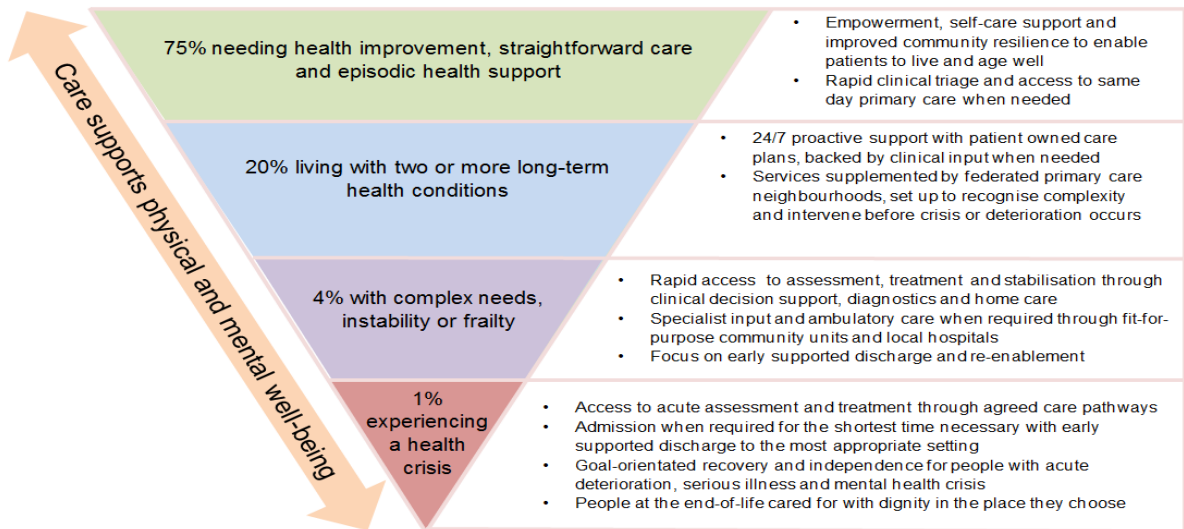 Care supports physical and mental well-being
75% needing health improvement, straightforward care
and episodic health support
• Empowerment, self-care support and
improved community resilience to enable
patients to live and age well
• Rapid clinical triage and access to same
day primary care when needed
20% living with two or more long-term
health conditions
• 24/7 proactive support with patient owned care
plans, backed by clinical input when needed
• Services supplemented by federated primary care
neighbourhoods, set up to recognise complexity
and intervene before crisis or deterioration occurs
4% with complex needs,
instability or frailty
• Rapid access to assessment, treatment and stabilisation through
clinical decision support, diagnostics and home care
• Specialist input and ambulatory care when required through fit-for-
purpose community units and local hospitals
• Focus on early supported discharge and re-enablement
1%
experiencing
a health
crisis
• Access to acute assessment and treatment through agreed care pathways
• Admission when required for the shortest time necessary with early
supported discharge to the most appropriate setting
• Goal-orientated recovery and independence for people with acute
deterioration, serious illness and mental health crisis
• People at the end-of-life cared for with dignity in the place they choose